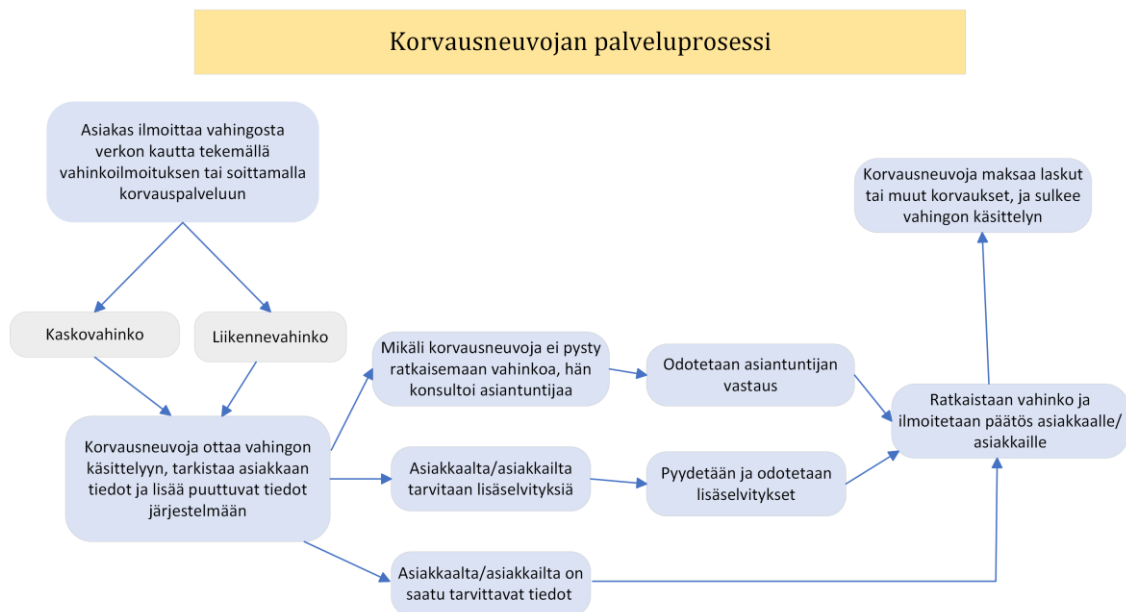 Korvausneuvojan palveluprosessi
Asiakas ilmoittaa vahingosta
verkon kautta tekemällä
vahinkoilmoituksen tai soittamalla
korvauspalveluun
Korvausneuvoja maksaa laskut
tai muut korvaukset, ja sulkee
vahingon käsittelyn
Kaskovahinko
Liikennevahinko
Mikäli korvausneuvoja ei pysty
ratkaisemaan vahinkoa, hän
konsultoi asiantuntijaa
Odotetaan asiantuntijan
vastaus
Ratkaistaan vahinko ja
ilmoitetaan päätös asiakkaalle/
asiakkaille
Korvausneuvoja ottaa vahingon
käsittelyyn, tarkistaa asiakkaan
tiedot ja lisää puuttuvat tiedot
järjestelmään
Asiakkaalta/asiakkailta
tarvitaan lisäselvityksiä
Pyydetään ja odotetaan
lisäselvitykset
Asiakkaalta/asiakkailta on
saatu tarvittavat tiedot